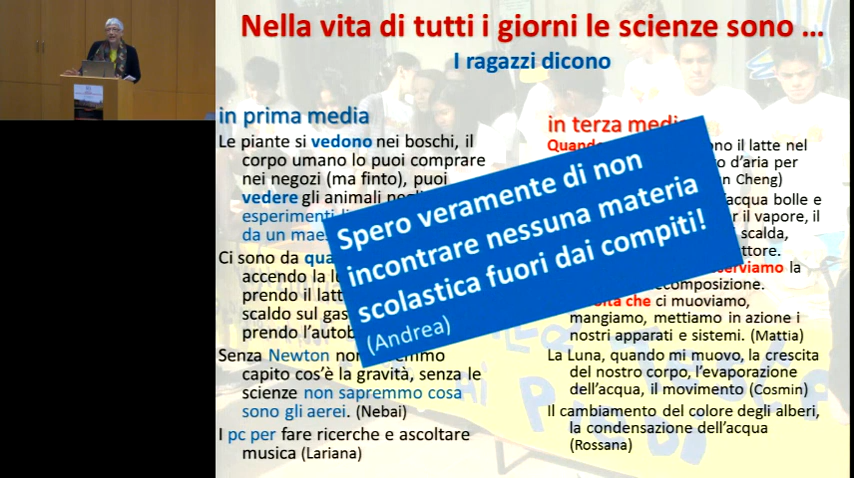 Nella vita di tutti i giorni le scienze sono ...
I ragazzi dicono
in prima media
Le piante si vedono nei boschi, il
corpo umano lo puoi comprare
nei negozi (ma finto), puoi
vedere gli animali
esperimenti
da un
Ci sono da
accendo la
prendo il latt
scaldo sul gas
prendo l'autob
Senza Newton non
capito cos'è la gravità, senza le
scienze non sapremmo cosa
sono gli aerei. (Nebai)
I pc per fare ricerche e ascoltare
musica (Lariana)
Spero veramente di non
incontrare nessuna materia
scolastica fuori dai compiti!
(Andrea)
in terza media
il latte nel
d'aria per
Cheng)
acqua bolle e
il vapore, il
scalda,
la
che ci muoviamo,
mangiamo, mettiamo in azione i
nostri apparati e sistemi. (Mattia)
La Luna, quando mi muovo, la crescita
del nostro corpo, l'evaporazione
dell'acqua, il movimento (Cosmin)
Il cambiamento del colore degli alberi,
la condensazione dell'acqua
(Rossana)